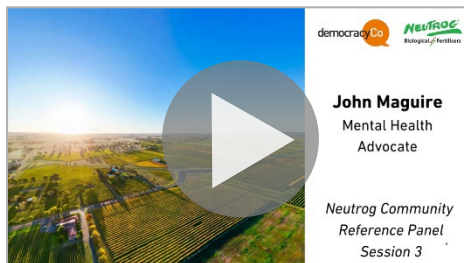 democracyCo
NEUTROG
Biological Fertilisers
John Maguire
Mental Health
Advocate
Neutrog Community
Reference Panel
Session 3